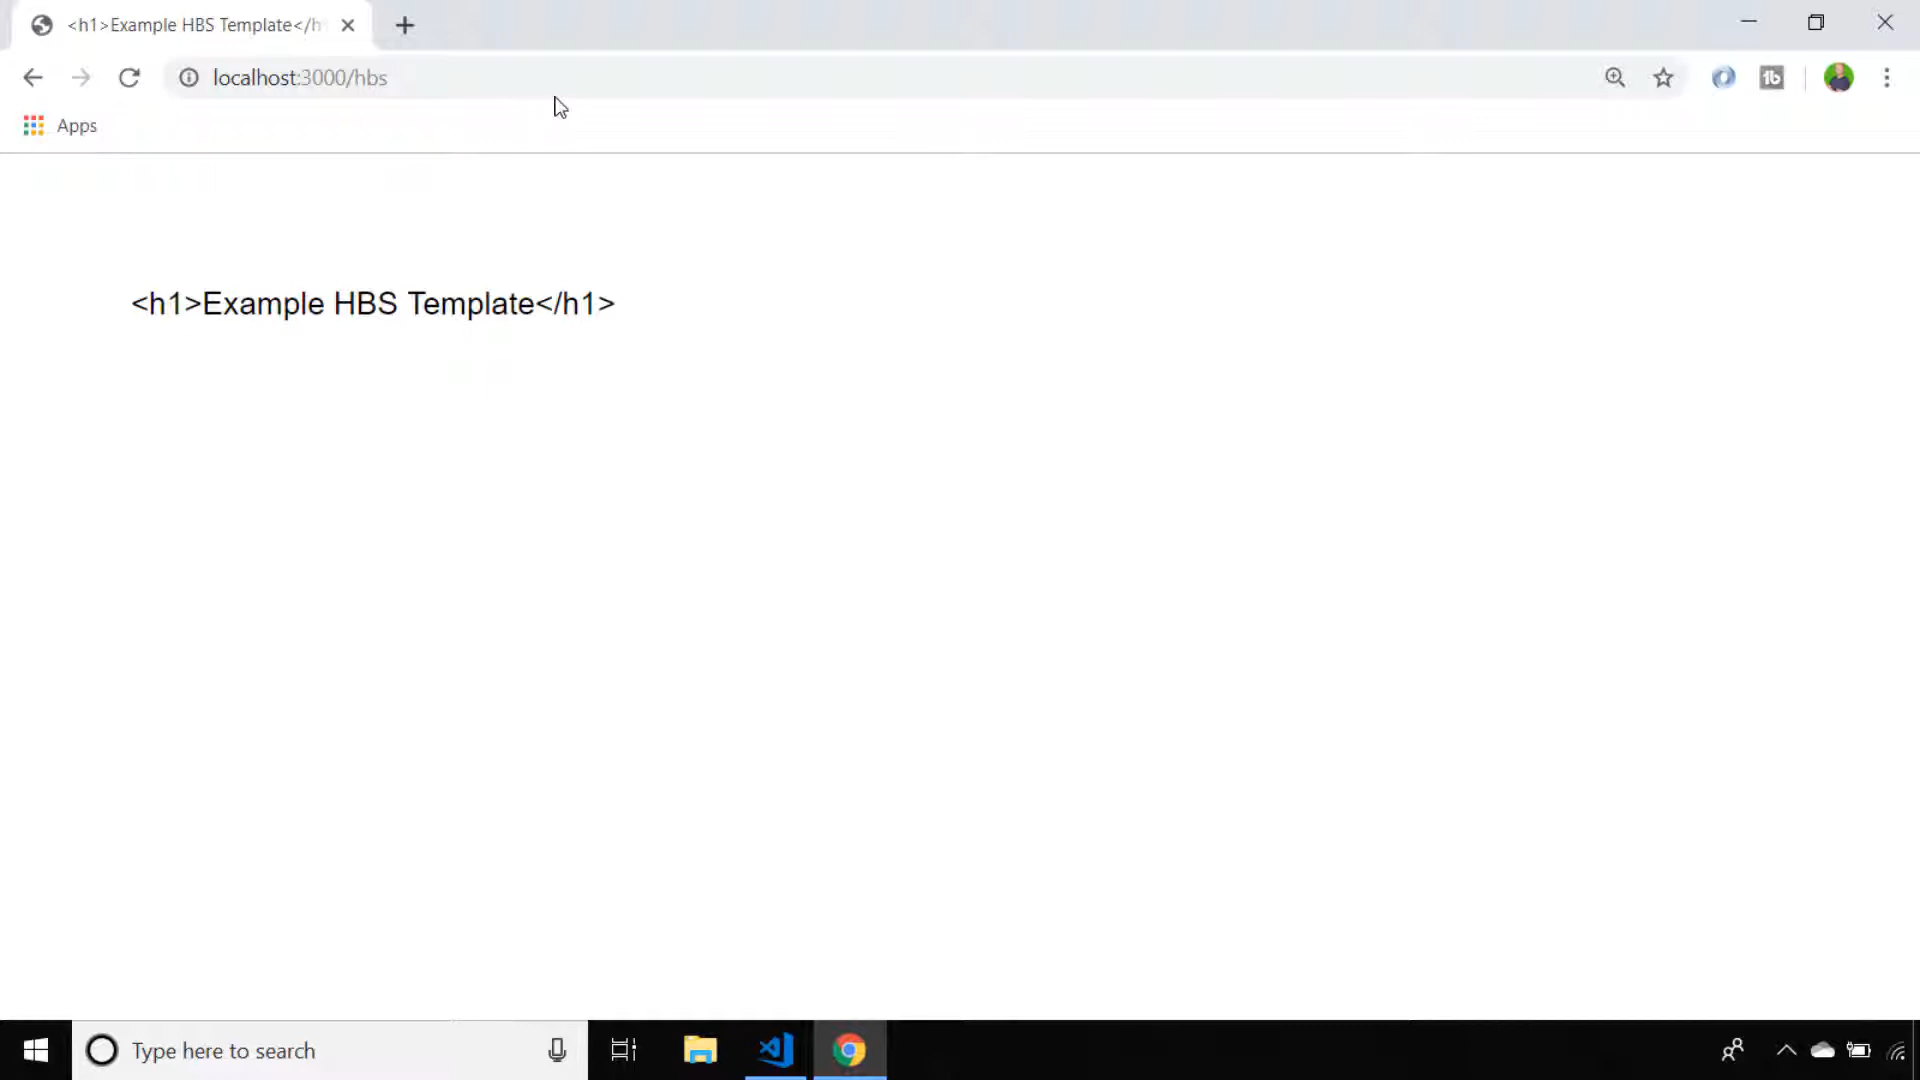 <h1>Example HBS Template</h
localhost:3000/hbs
Apps
<h1>Example HBS Template</h1>
Type here to search